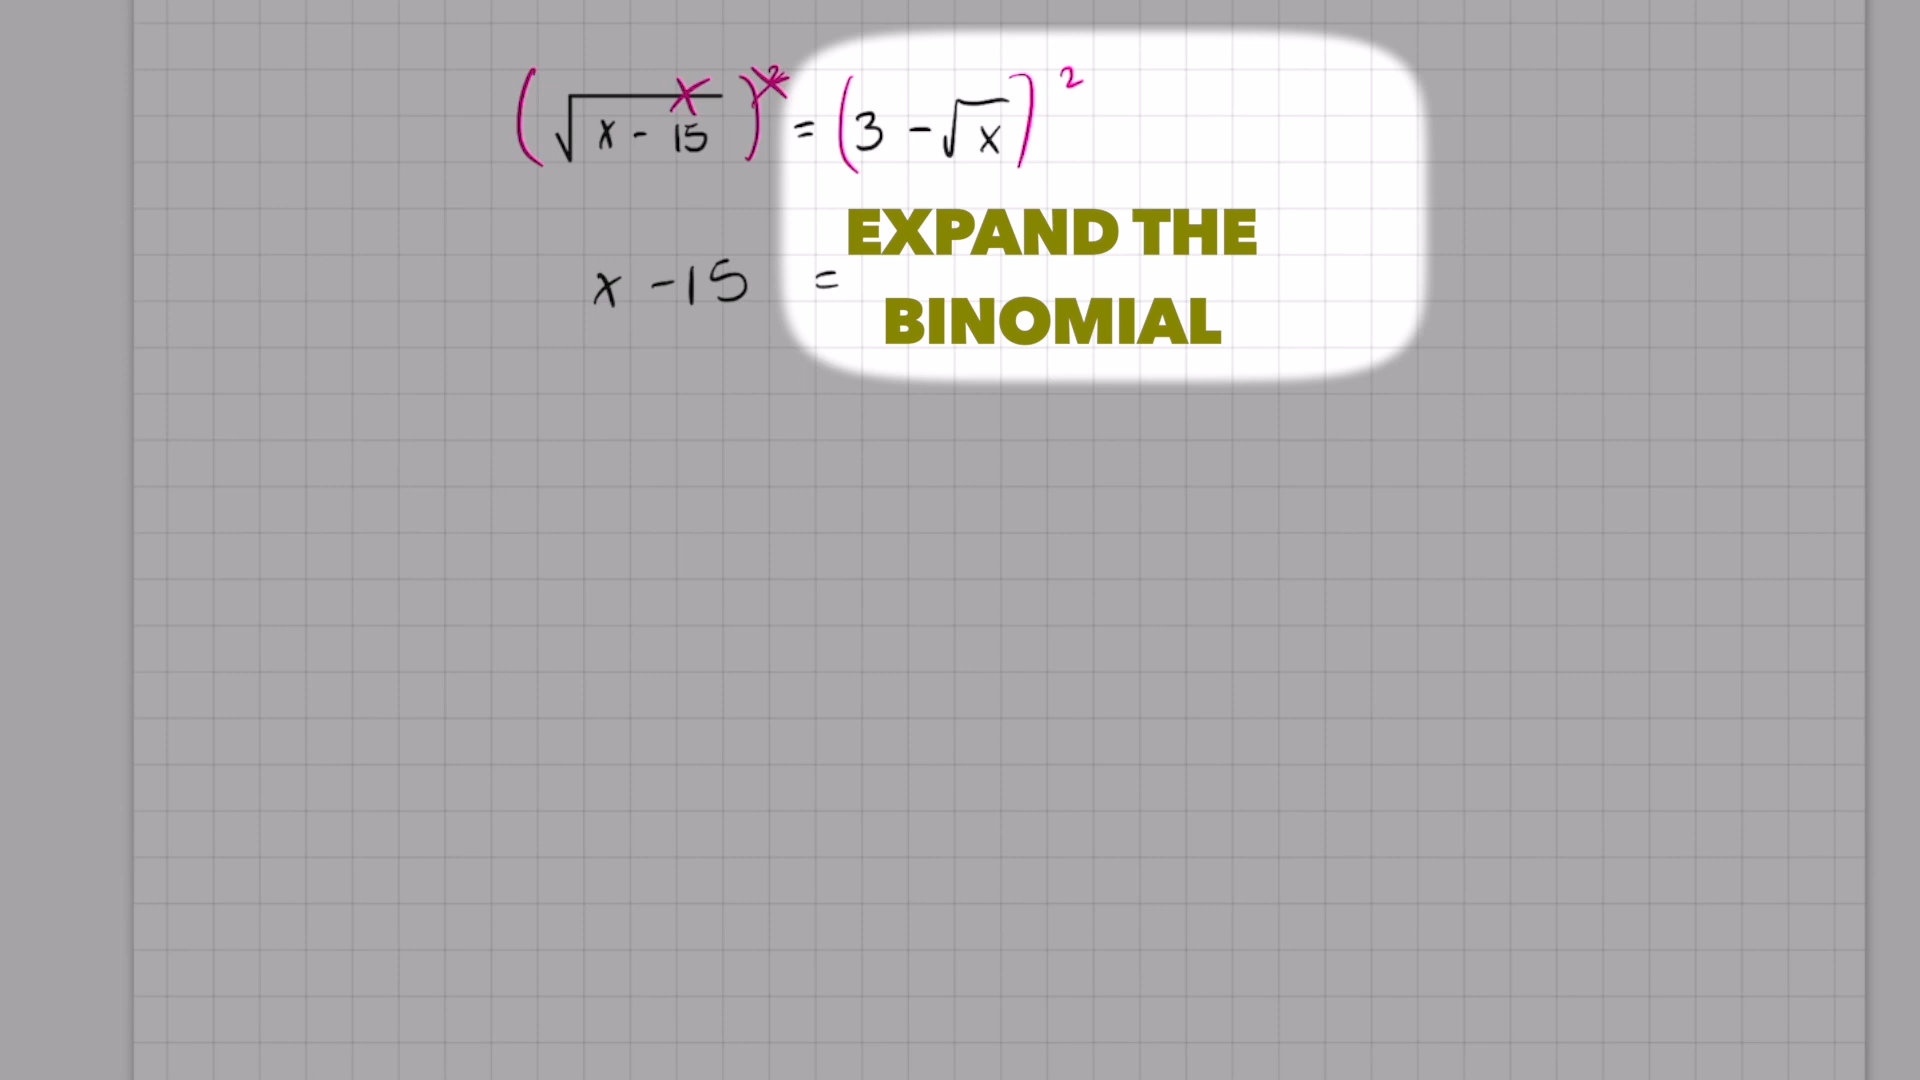 (√x - 15)² = (3 - √x)²
x - 15 =
EXPAND THE
BINOMIAL